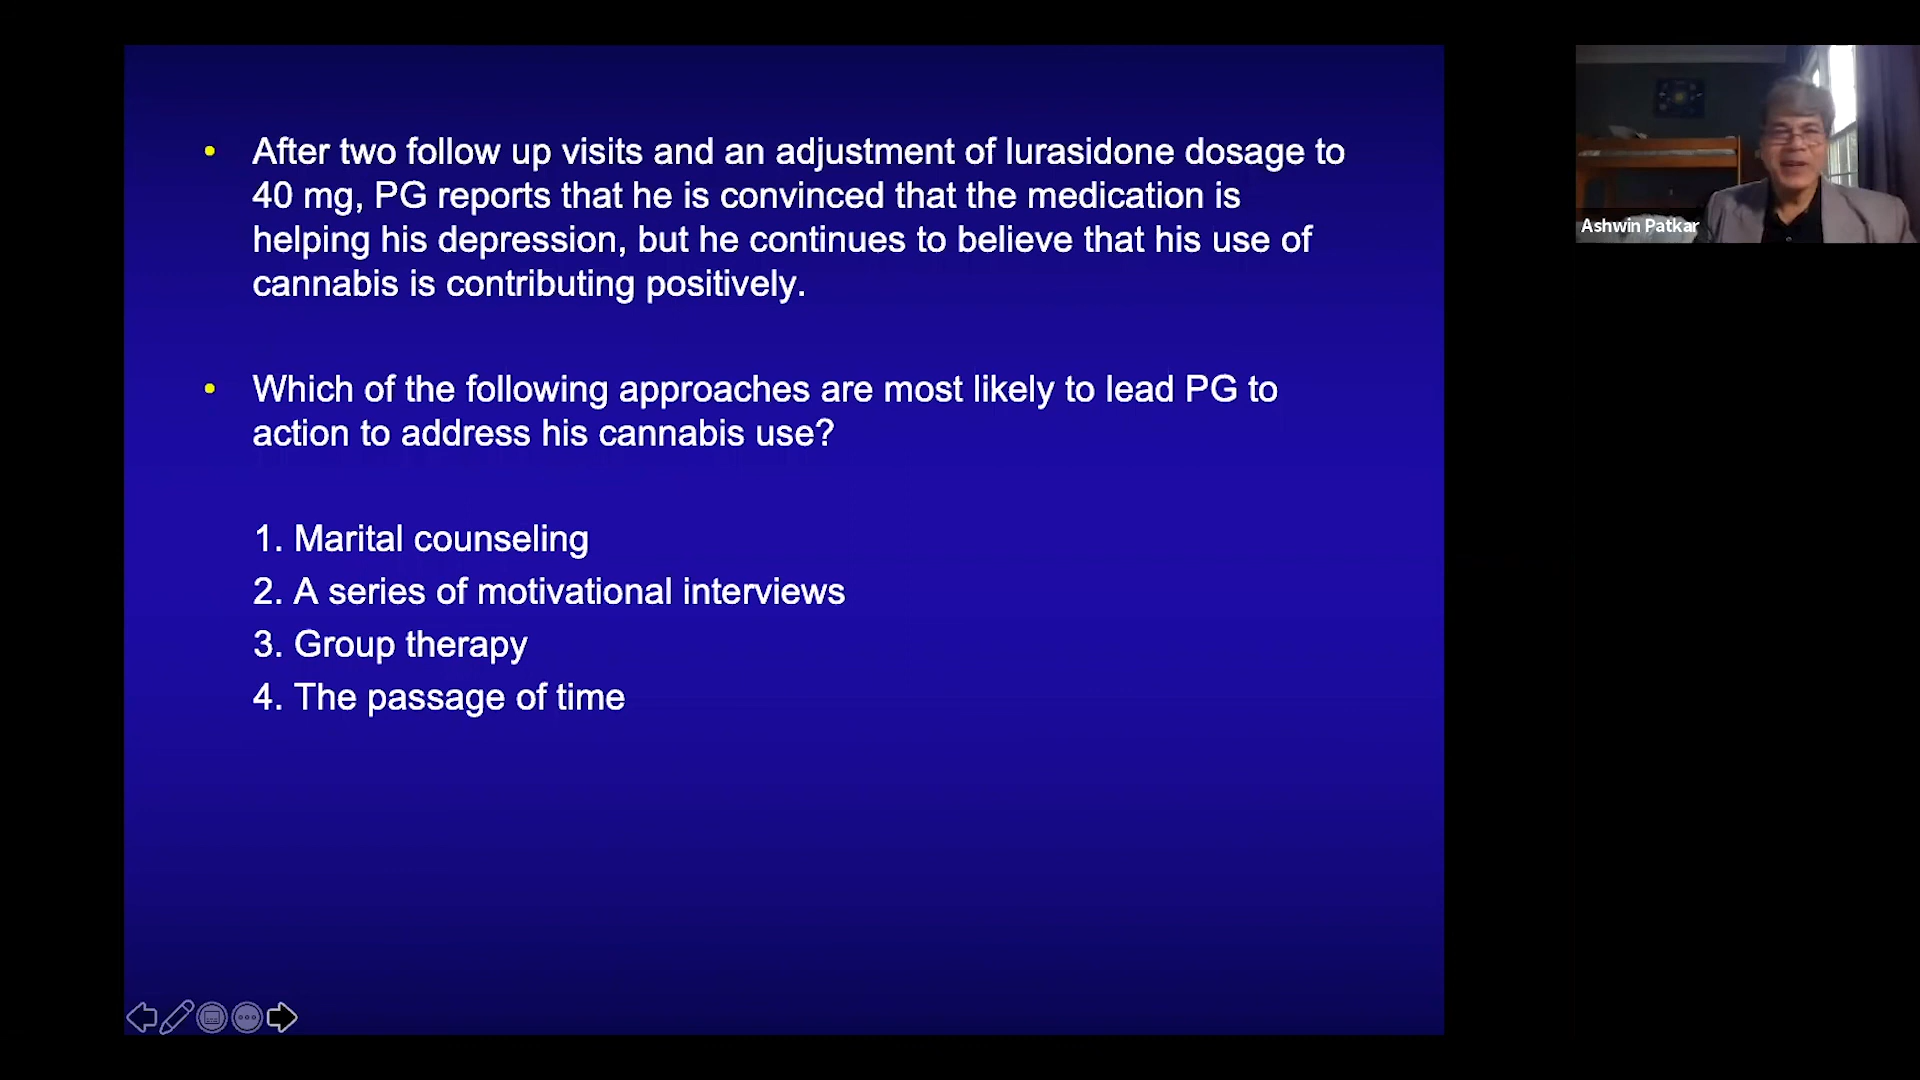 • After two follow up visits and an adjustment of lurasidone dosage to
40 mg, PG reports that he is convinced that the medication is
helping his depression, but he continues to believe that his use of
cannabis is contributing positively.
• Which of the following approaches are most likely to lead PG to
action to address his cannabis use?
1. Marital counseling
2. A series of motivational interviews
3. Group therapy
4. The passage of time
Ashwin Patkar